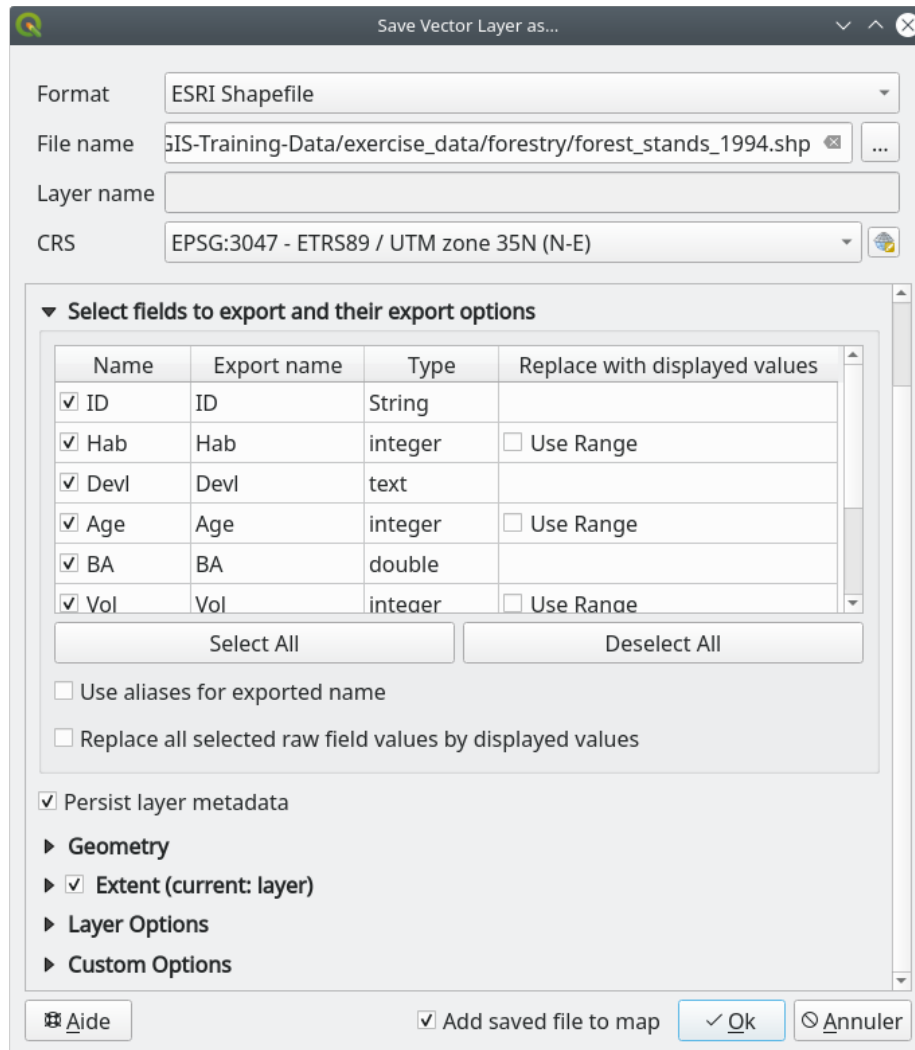 Save Vector Layer as...
Format ESRI Shapefile
File name GIS-Training-Data/exercise_data/forestry/forest_stands_1994.shp ...
Layer name
CRS EPSG:3047 - ETRS89 / UTM zone 35N (N-E)
Select fields to export and their export options
Name Export name Type Replace with displayed values
ID ID String
Hab Hab integer Use Range
Devl Devl text
Age Age integer Use Range
BA BA double
Vol Vol integer Use Range
Select All Deselect All
Use aliases for exported name
Replace all selected raw field values by displayed values
Persist layer metadata
Geometry
Extent (current: layer)
Layer Options
Custom Options
Aide Add saved file to map Ok Annuler